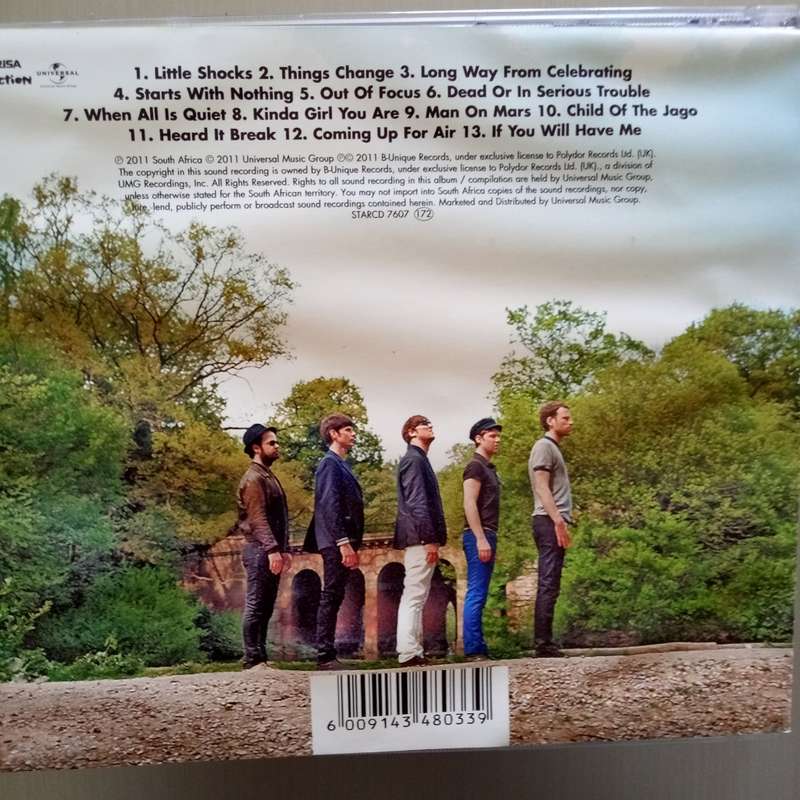 RISA
UNIVERSAL
1. Little Shocks 2. Things Change 3. Long Way From Celebrating
4. Starts With Nothing 5. Out Of Focus 6. Dead Or In Serious Trouble
7. When All Is Quiet 8. Kinda Girl You Are 9. Man On Mars 10. Child Of The Jago
11. Heard It Break 12. Coming Up For Air 13. If You Will Have Me
℗ 2011 South Africa © 2011 Universal Music Group ℗© 2011 B-Unique Records, under exclusive license to Polydor Records Ltd. (UK).
The copyright in this sound recording is owned by B-Unique Records, under exclusive license to Polydor Records Ltd. (UK)., a division of
UMG Recordings, Inc. All Rights Reserved. Rights to all sound recording in this album / compilation are held by Universal Music Group,
unless otherwise stated for the South African territory. You may not import into South Africa copies of the sound recordings, nor copy,
hire, lend, publicly perform or broadcast sound recordings contained herein. Marketed and Distributed by Universal Music Group.
STARCD 7607 172
6 009143 480339